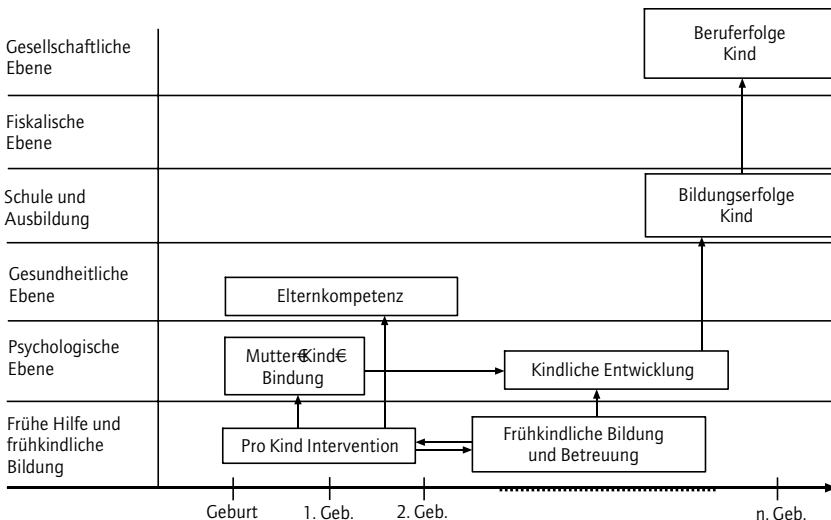 Gesellschaftliche
Ebene
Beruferfolge
Kind
Fiskalische
Ebene
Schule und
Ausbildung
Bildungserfolge
Kind
Gesundheitliche
Ebene
Elternkompetenz
Psychologische
Ebene
Mutter€Kind€
Bindung
Kindliche Entwicklung
Frühe Hilfe und
frühkindliche
Bildung
Pro Kind Intervention
Frühkindliche Bildung
und Betreuung
Geburt
1. Geb.
2. Geb.
n. Geb.